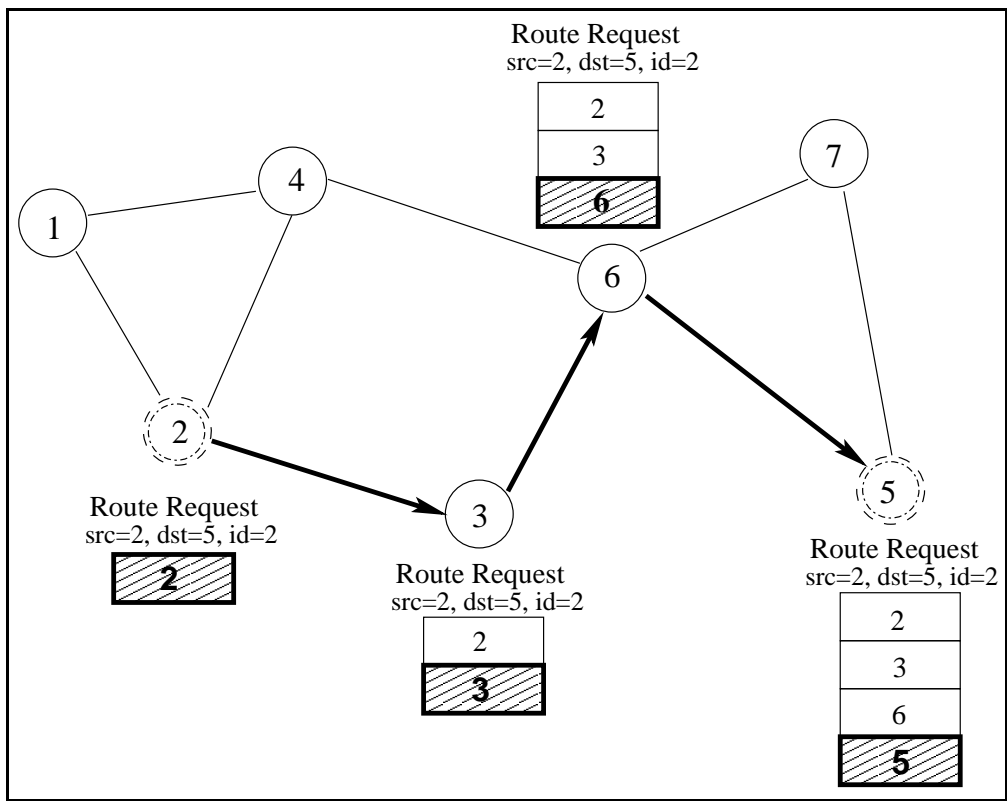 Route Request
src=2, dst=5, id=2
2
3
6
7
4
1
6
2
5
3
Route Request
src=2, dst=5, id=2
2
Route Request
src=2, dst=5, id=2
2
3
Route Request
src=2, dst=5, id=2
2
3
6
5